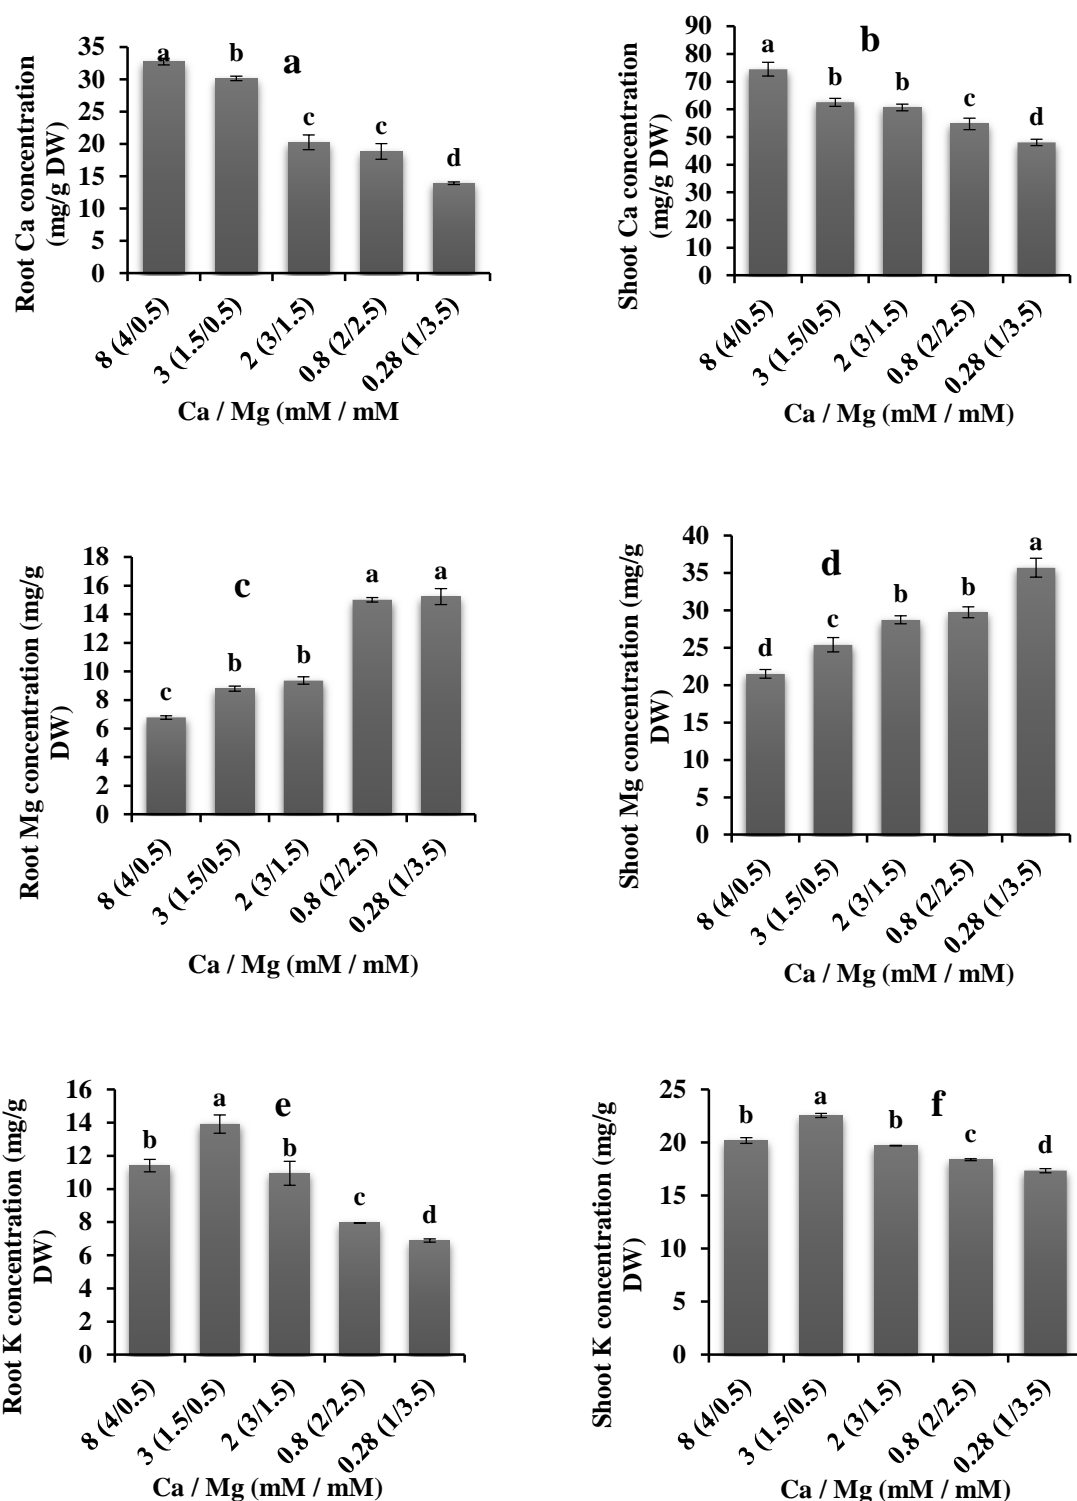 Root Ca concentration
(mg/g DW)
35
30
25
20
15
10
5
0
a
b
c
c
d
a
8 (4/0.5)
3 (1.5/0.5)
2 (3/1.5)
0.8 (2/2.5)
0.28 (1/3.5)
Ca / Mg (mM / mM
Shoot Ca concentration
(mg/g DW)
90
80
70
60
50
40
30
20
10
0
a
b
b
c
d
b
8 (4/0.5)
3 (1.5/0.5)
2 (3/1.5)
0.8 (2/2.5)
0.28 (1/3.5)
Ca / Mg (mM / mM)
Root Mg concentration (mg/g
DW)
18
16
14
12
10
8
6
4
2
0
c
b
b
a
a
c
8 (4/0.5)
3 (1.5/0.5)
2 (3/1.5)
0.8 (2/2.5)
0.28 (1/3.5)
Ca / Mg (mM / mM)
Shoot Mg concentration (mg/g
DW)
40
35
30
25
20
15
10
5
0
d
c
b
b
a
d
8 (4/0.5)
3 (1.5/0.5)
2 (3/1.5)
0.8 (2/2.5)
0.28 (1/3.5)
Ca / Mg (mM / mM)
Root K concentration (mg/g
DW)
16
14
12
10
8
6
4
2
0
b
a
b
c
d
e
8 (4/0.5)
3 (1.5/0.5)
2 (3/1.5)
0.8 (2/2.5)
0.28 (1/3.5)
Ca / Mg (mM / mM)
Shoot K concentration (mg/g
DW)
25
20
15
10
5
0
b
a
b
c
d
f
8 (4/0.5)
3 (1.5/0.5)
2 (3/1.5)
0.8 (2/2.5)
0.28 (1/3.5)
Ca / Mg (mM / mM)